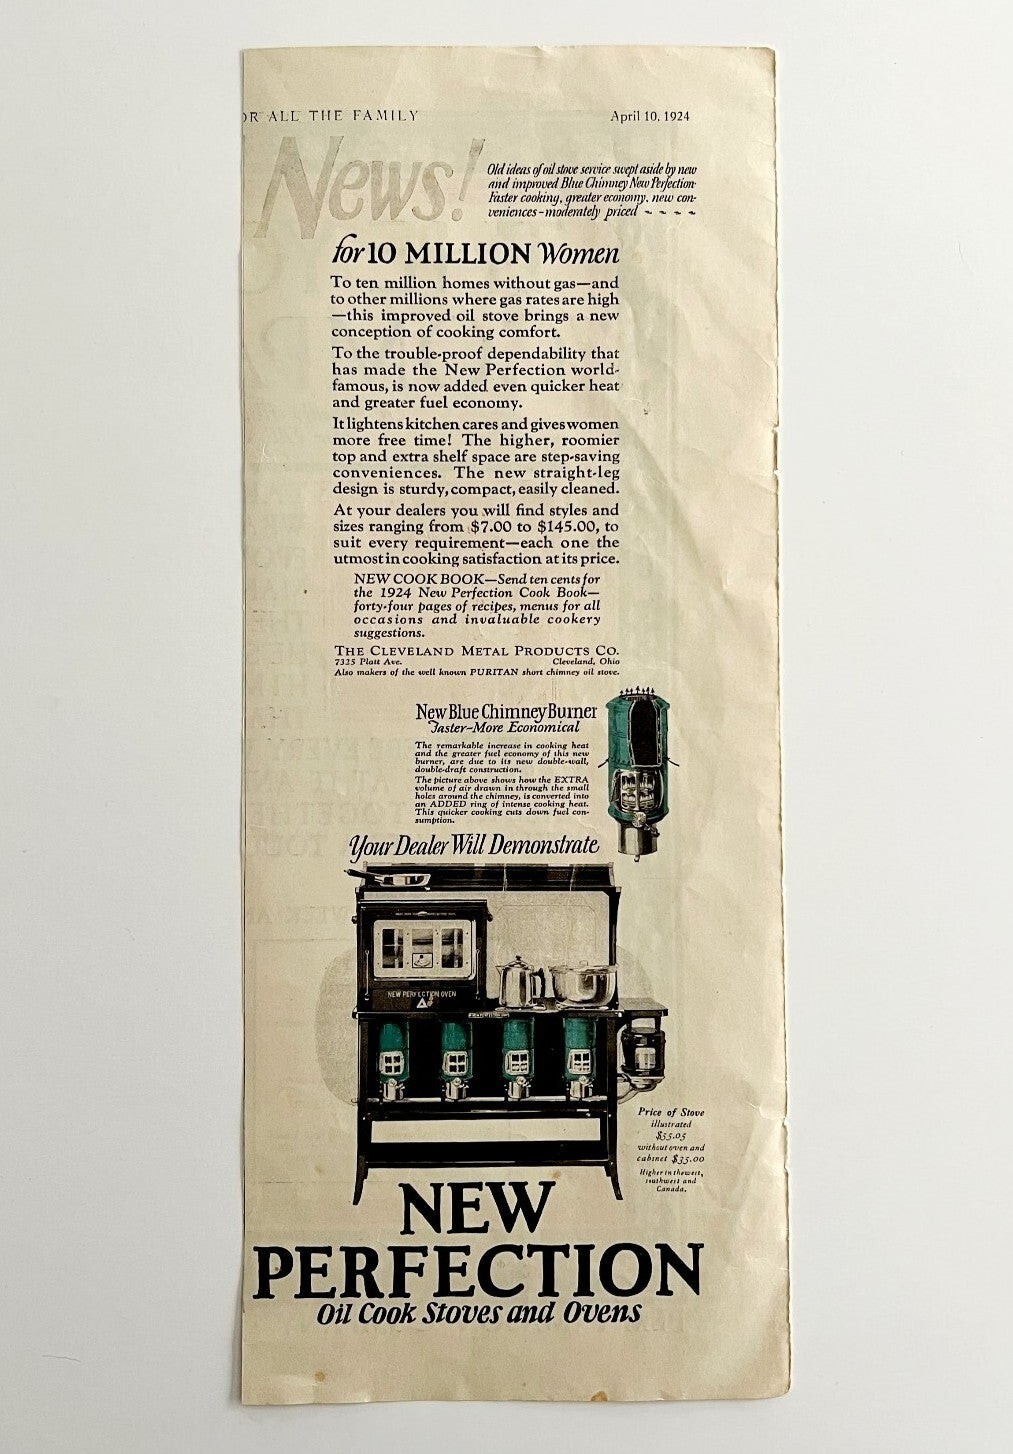 OR ALL THE FAMILY
April 10, 1924
News!
Old ideas of oil stove service swept aside by new
and improved Blue Chimney New Perfection-
Faster cooking, greater economy, new con-
veniences - moderately priced ~ ~ ~ ~
for 10 MILLION Women
To ten million homes without gas—and
to other millions where gas rates are high
—this improved oil stove brings a new
conception of cooking comfort.
To the trouble-proof dependability that
has made the New Perfection world-
famous, is now added even quicker heat
and greater fuel economy.
It lightens kitchen cares and gives women
more free time! The higher, roomier
top and extra shelf space are step-saving
conveniences. The new straight-leg
design is sturdy, compact, easily cleaned.
At your dealers you will find styles and
sizes ranging from $7.00 to $145.00, to
suit every requirement—each one the
utmost in cooking satisfaction at its price.
NEW COOK BOOK—Send ten cents for
the 1924 New Perfection Cook Book—
forty-four pages of recipes, menus for all
occasions and invaluable cookery
suggestions.
THE CLEVELAND METAL PRODUCTS CO.
7325 Platt Ave. Cleveland, Ohio
Also makers of the well known PURITAN short chimney oil stove.
New Blue Chimney Burner
Faster—More Economical
The remarkable increase in cooking heat
and the greater fuel economy of this new
burner, are due to its new double-wall,
double-draft construction.
The picture above shows how the EXTRA
volume of air drawn in through the small
holes around the chimney, is converted into
an ADDED ring of intense cooking heat.
This quicker cooking cuts down fuel con-
sumption.
Your Dealer Will Demonstrate
NEW PERFECTION OVEN
Price of Stove
illustrated
without oven and
cabinet $35.00
Higher in the west,
southwest and
Canada.
NEW
PERFECTION
Oil Cook Stoves and Ovens